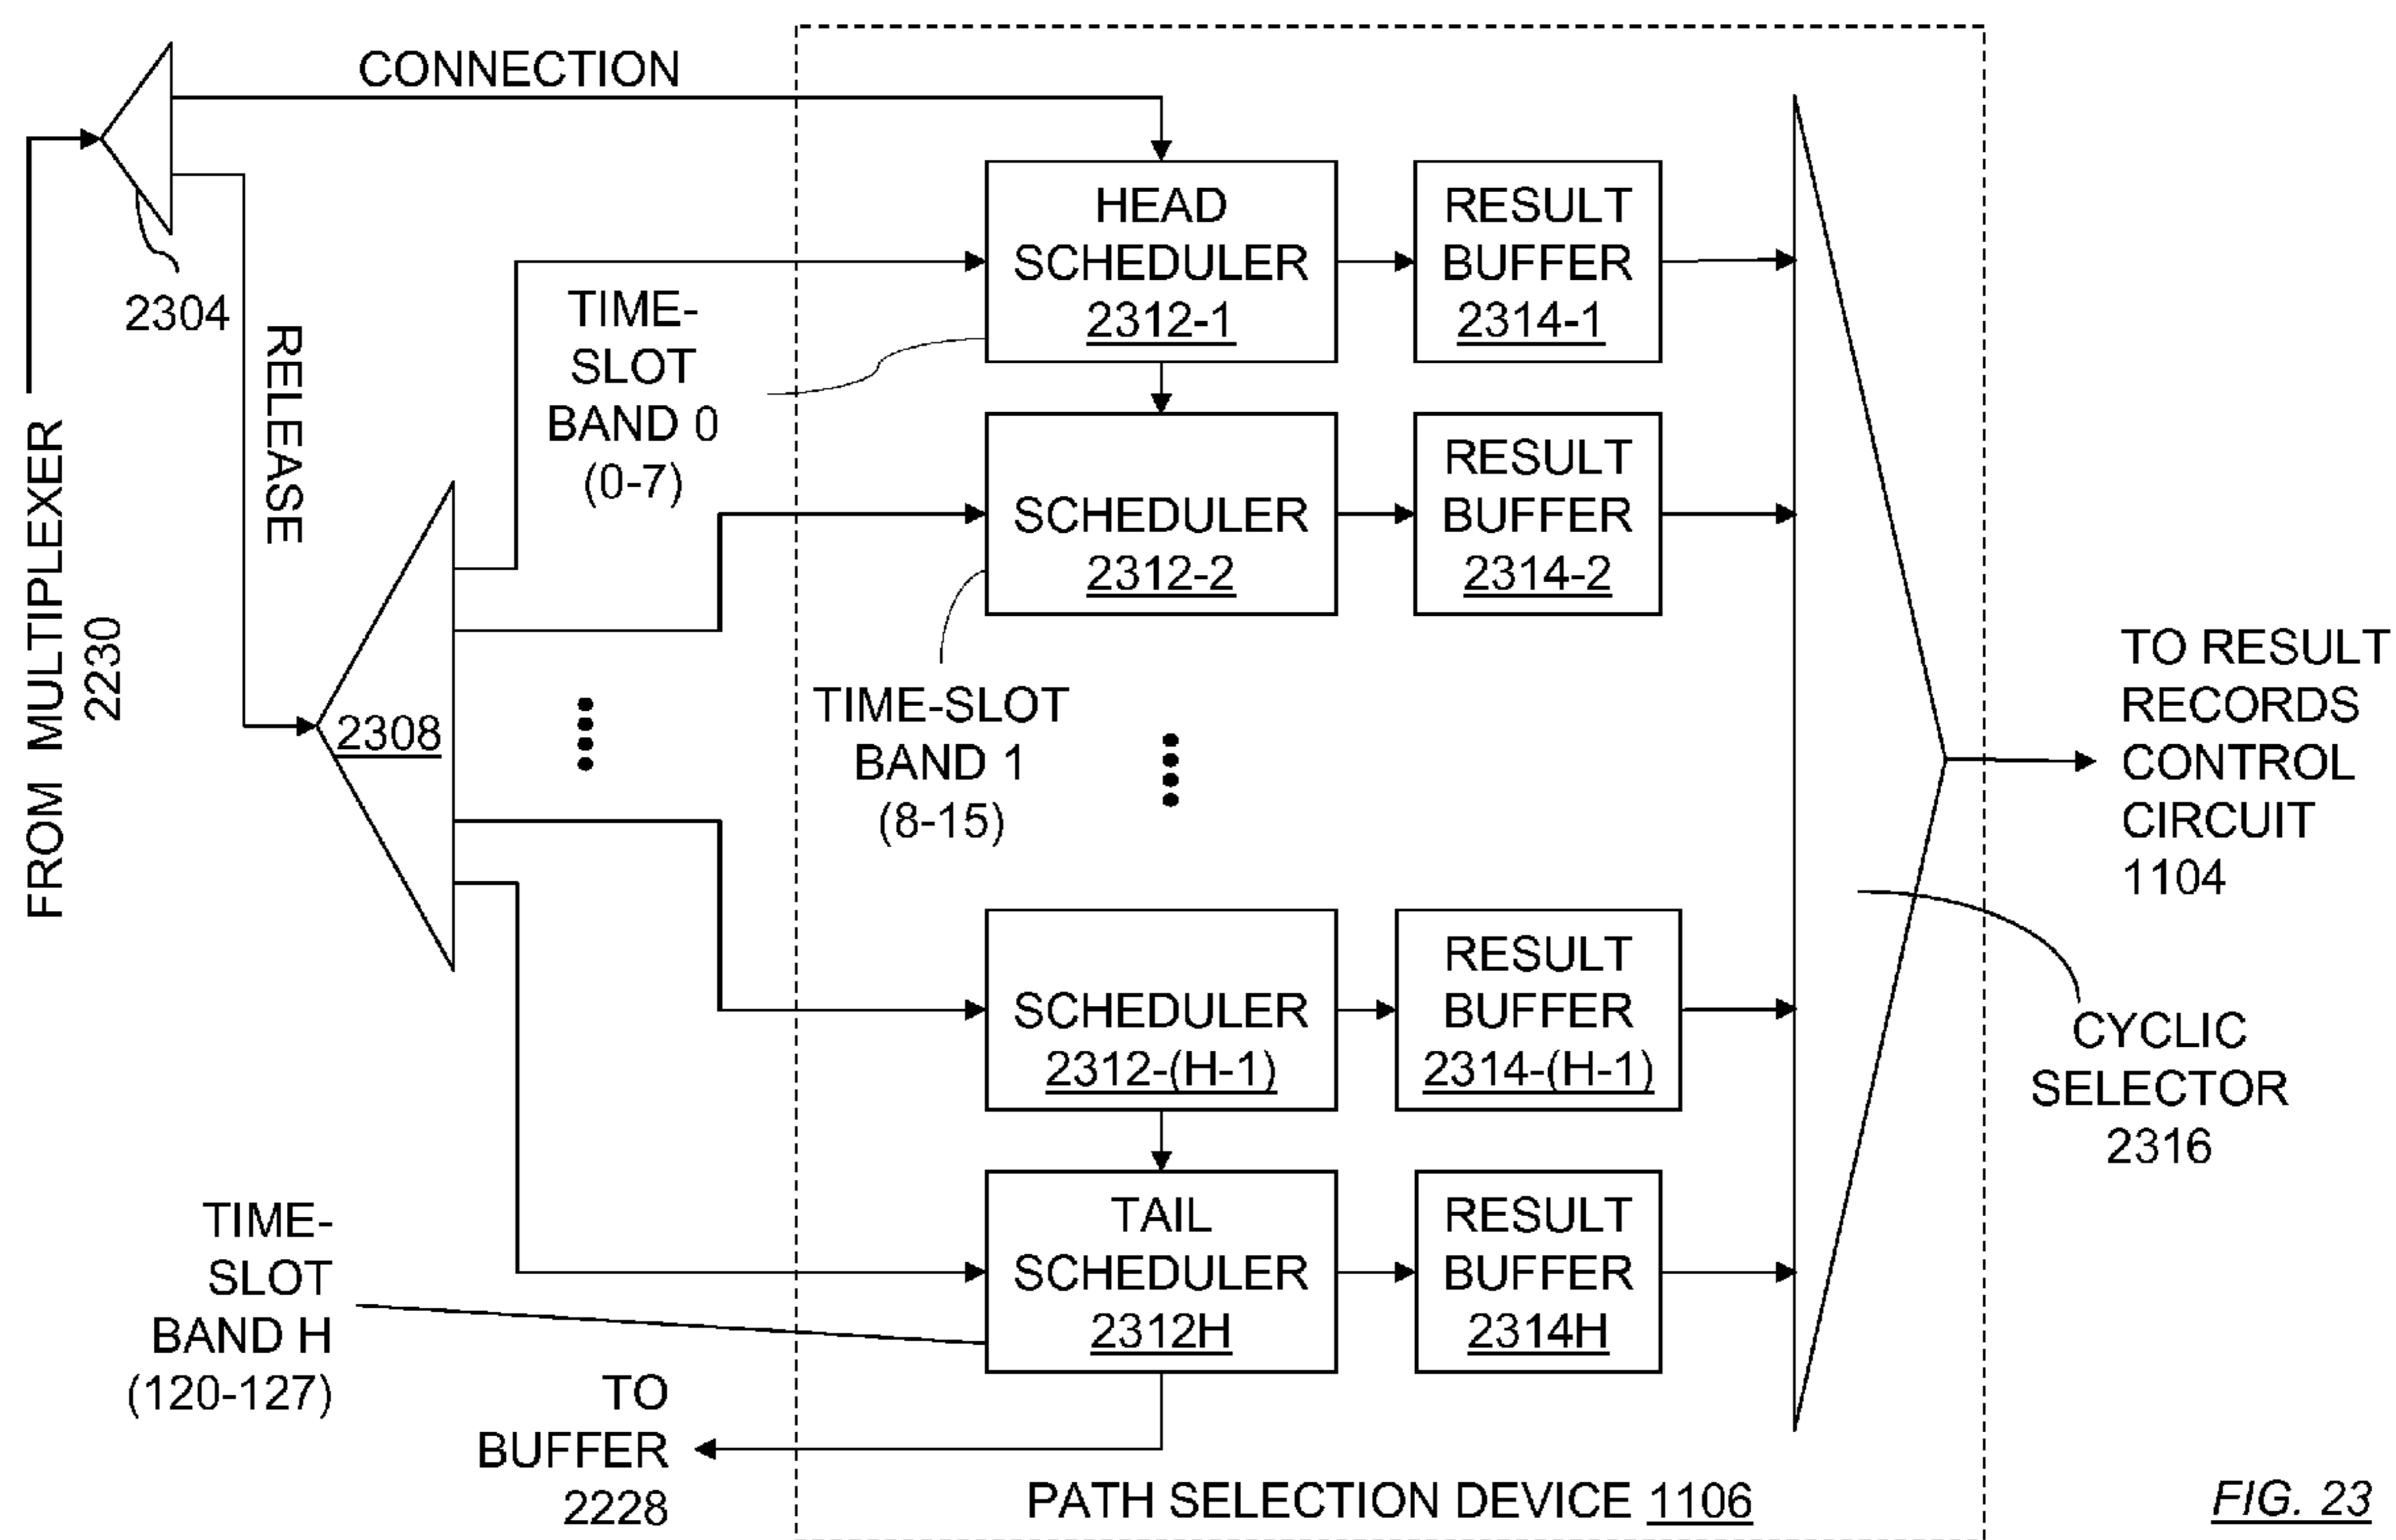 CONNECTION
2304
RELEASE
FROM MULTIPLEXER
2230
TIME-
SLOT
BAND 0
(0-7)
HEAD
SCHEDULER
2312-1
RESULT
BUFFER
2314-1
SCHEDULER
2312-2
RESULT
BUFFER
2314-2
2308
TIME-SLOT
BAND 1
(8-15)
TO RESULT
RECORDS
CONTROL
CIRCUIT
1104
SCHEDULER
2312-(H-1)
RESULT
BUFFER
2314-(H-1)
CYCLIC
SELECTOR
2316
TIME-
SLOT
BAND H
(120-127)
TAIL
SCHEDULER
2312H
RESULT
BUFFER
2314H
TO
BUFFER
2228
PATH SELECTION DEVICE 1106
FIG. 23